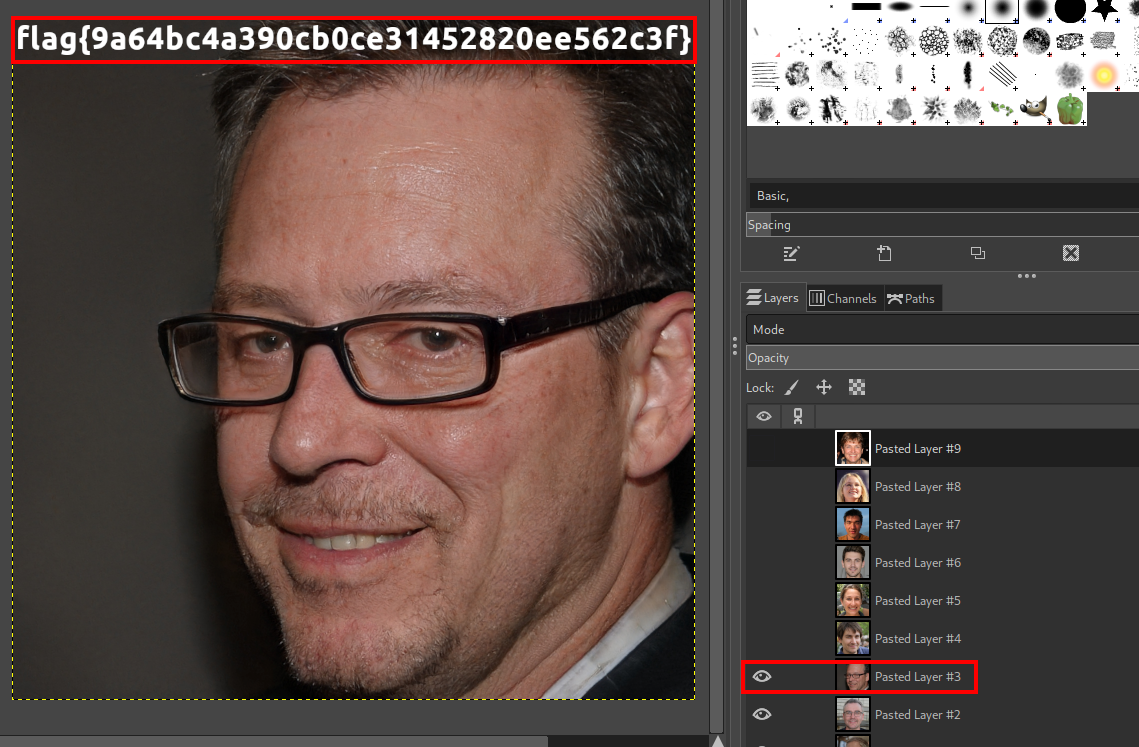 flag{9a64bc4a390cb0ce31452820ee562c3f}
Basic,
Spacing
Layers
Channels
Paths
Mode
Opacity
Lock:
Pasted Layer #9
Pasted Layer #8
Pasted Layer #7
Pasted Layer #6
Pasted Layer #5
Pasted Layer #4
Pasted Layer #3
Pasted Layer #2